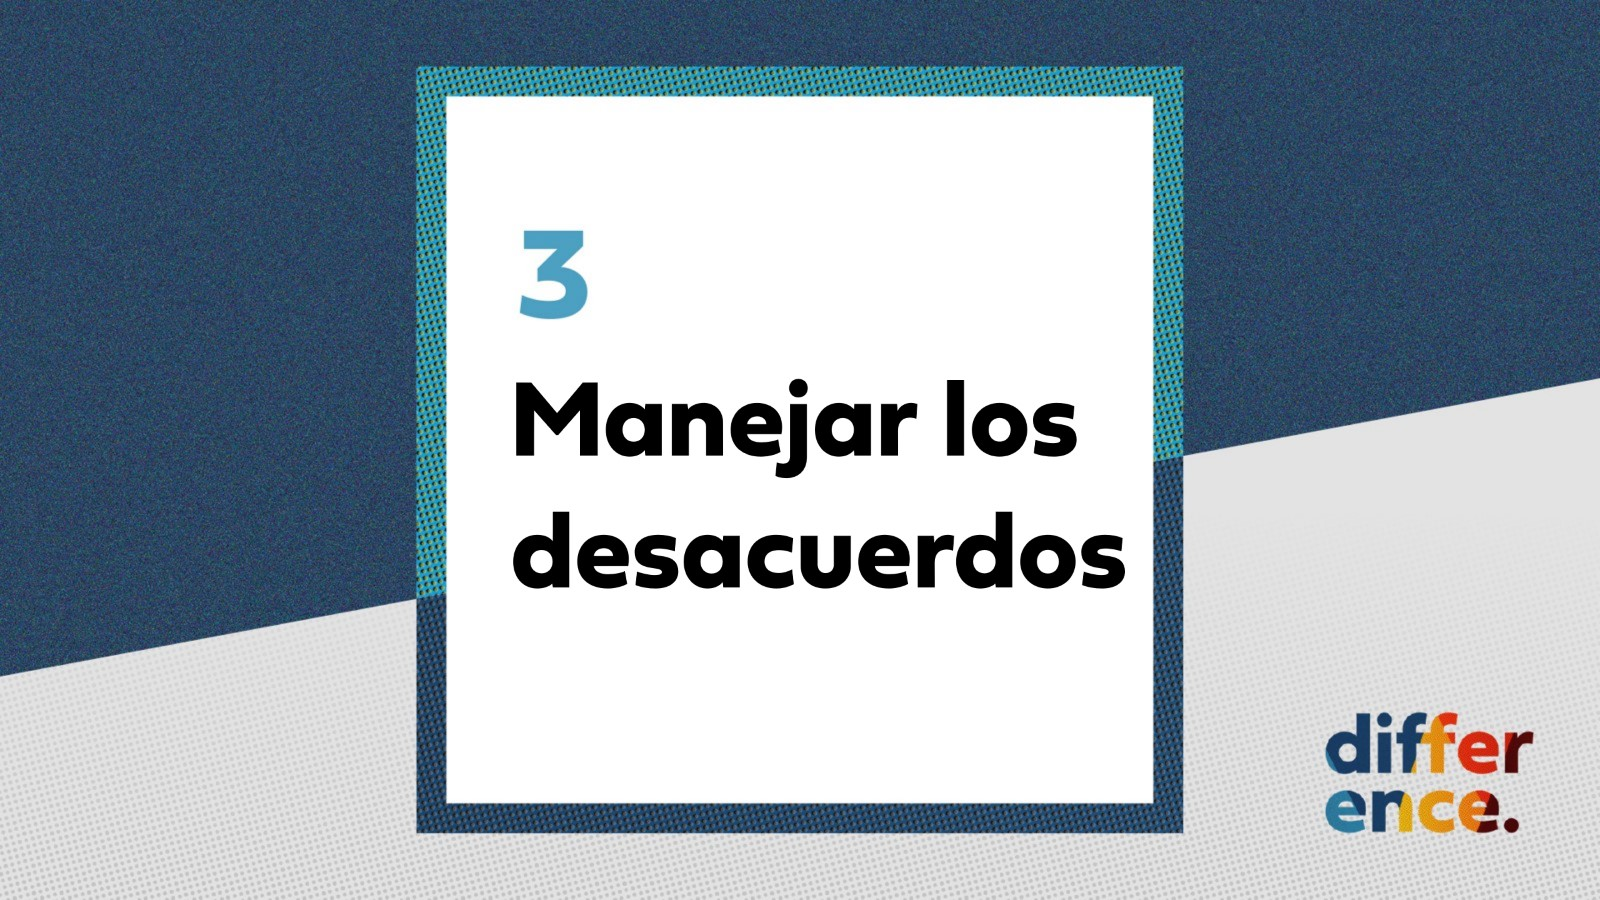 3
Manejar los
desacuerdos
differ
ence.